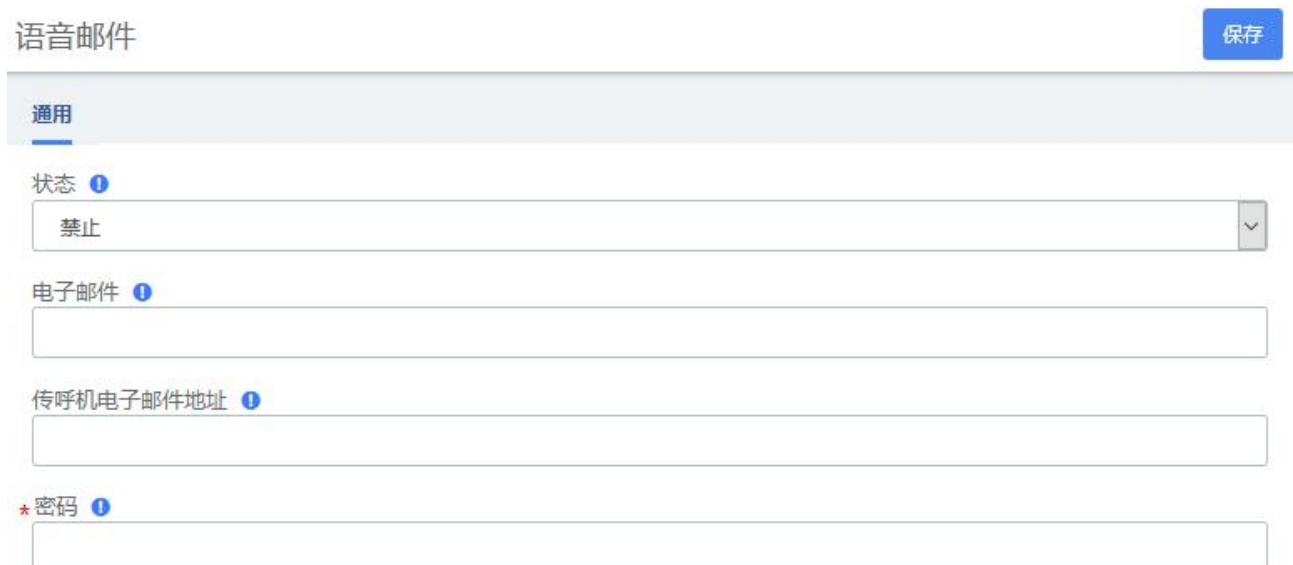 语音邮件
保存
通用
状态
禁止
电子邮件
传呼机电子邮件地址
*密码